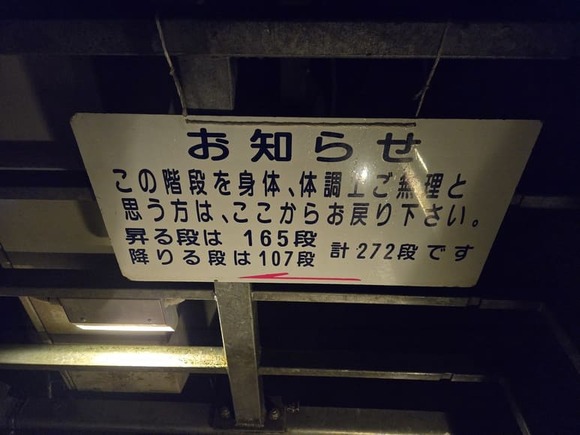 お知らせ
この階段を身体、体調上ご無理と
思う方は、ここからお戻り下さい。
昇る段は 165段
降りる段は107段 計272段です